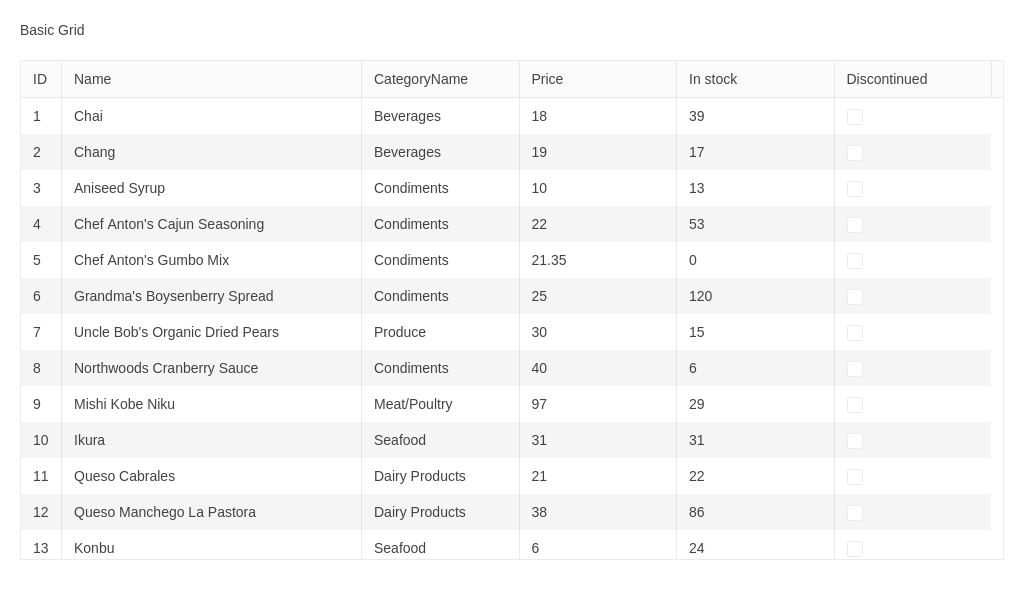 Basic Grid
ID Name CategoryName Price In stock Discontinued
1 Chai Beverages 18 39
2 Chang Beverages 19 17
3 Aniseed Syrup Condiments 10 13
4 Chef Anton's Cajun Seasoning Condiments 22 53
5 Chef Anton's Gumbo Mix Condiments 21.35 0
6 Grandma's Boysenberry Spread Condiments 25 120
7 Uncle Bob's Organic Dried Pears Produce 30 15
8 Northwoods Cranberry Sauce Condiments 40 6
9 Mishi Kobe Niku Meat/Poultry 97 29
10 Ikura Seafood 31 31
11 Queso Cabrales Dairy Products 21 22
12 Queso Manchego La Pastora Dairy Products 38 86
13 Konbu Seafood 6 24